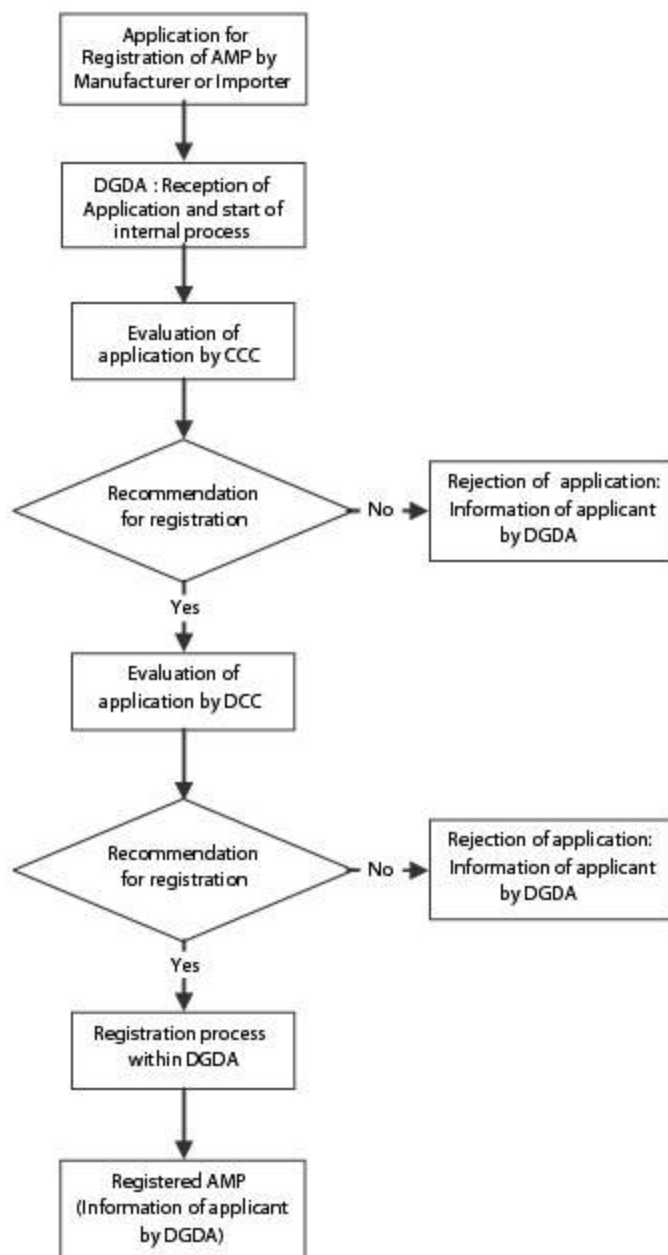 Application for
Registration of AMP by
Manufacturer or Importer
DGDA : Reception of
Application and start of
internal process
Evaluation of
application by CCC
Recommendation
for registration
No
Rejection of application:
Information of applicant
by DGDA
Yes
Evaluation of
application by DCC
Recommendation
for registration
No
Rejection of application:
Information of applicant
by DGDA
Yes
Registration process
within DGDA
Registered AMP
(Information of applicant
by DGDA)